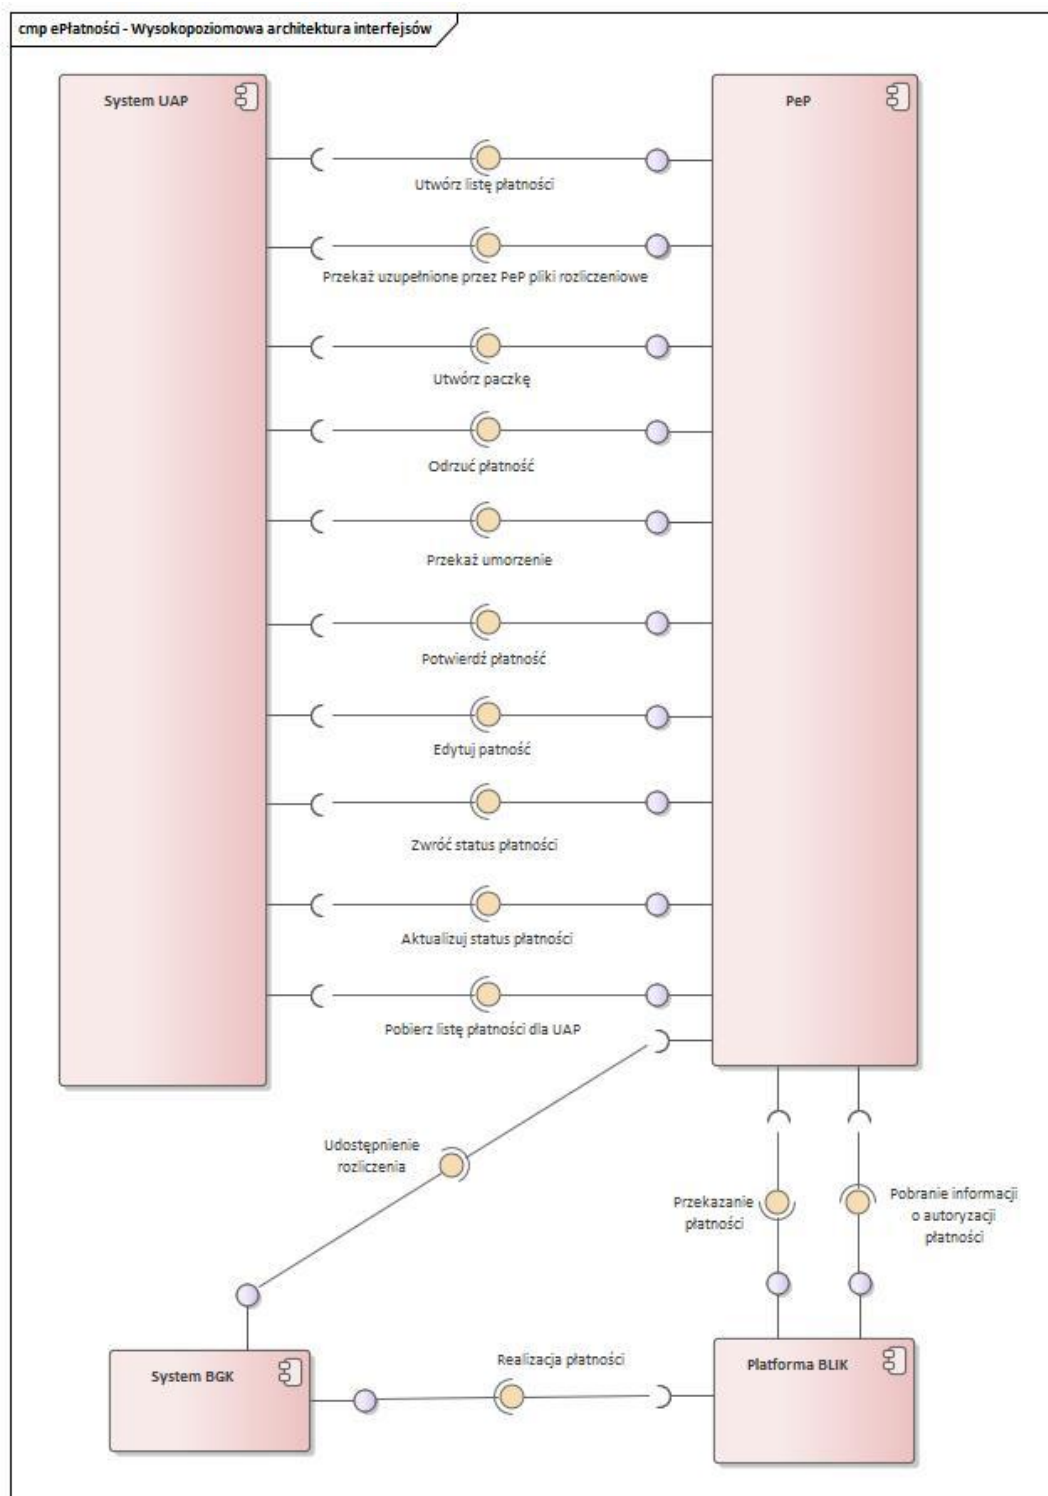 cmp ePłatności - Wysokopoziomowa architektura interfejsów
System UAP
PeP
Utwórz listę płatności
Przekaż uzupełnione przez PeP pliki rozliczeniowe
Utwórz paczkę
Odrzuć płatność
Przekaż umorzenie
Potwierdź płatność
Edytuj patność
Zwróć status płatności
Aktualizuj status płatności
Pobierz listę płatności dla UAP
Udostępnienie
rozliczenia
Przekazanie
płatności
Pobranie informacji
o autoryzacji
płatności
System BGK
Realizacja płatności
Platforma BLIK